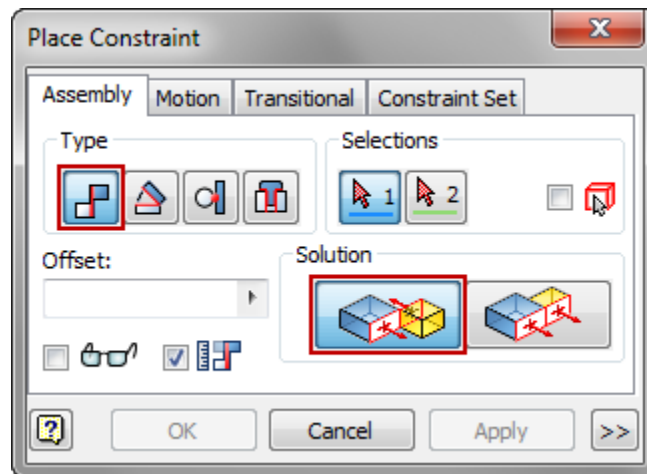 Place Constraint
Assembly Motion Transitional Constraint Set
Type Selections
1 2
Offset: Solution
? OK Cancel Apply >>